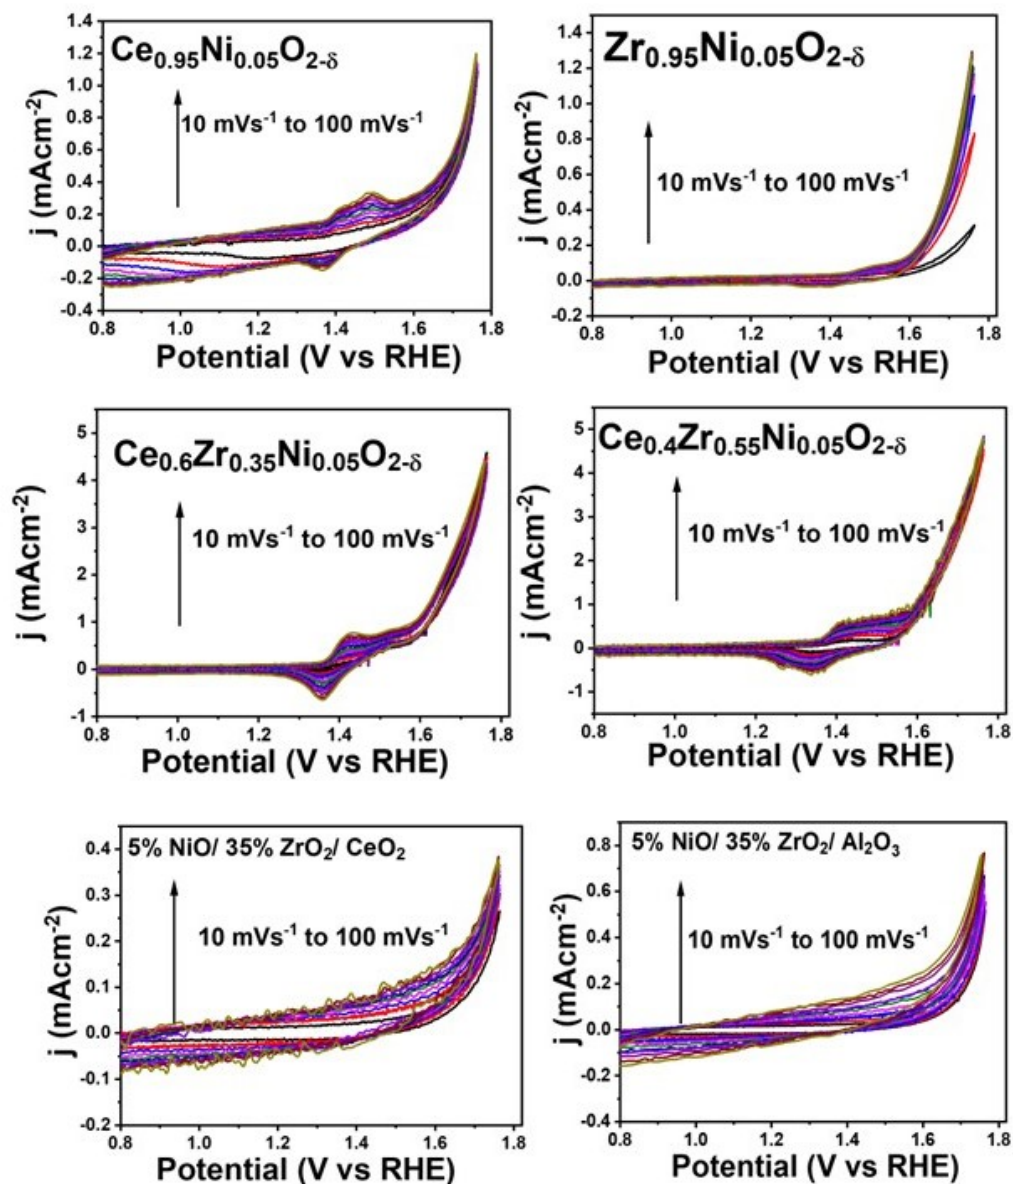 Ce0.95Ni0.05O2-δ
10 mVs-1 to 100 mVs-1
j (mAcm-2)
1.4
1.2
1.0
0.8
0.6
0.4
0.2
0.0
-0.2
-0.4
0.8 1.0 1.2 1.4 1.6 1.8
Potential (V vs RHE)
Zr0.95Ni0.05O2-δ
10 mVs-1 to 100 mVs-1
j (mAcm-2)
1.4
1.2
1.0
0.8
0.6
0.4
0.2
0.0
-0.2
0.8 1.0 1.2 1.4 1.6 1.8
Potential (V vs RHE)
Ce0.6Zr0.35Ni0.05O2-δ
10 mVs-1 to 100 mVs-1
j (mAcm-2)
5
4
3
2
1
0
-1
0.8 1.0 1.2 1.4 1.6 1.8
Potential (V vs RHE)
Ce0.4Zr0.55Ni0.05O2-δ
10 mVs-1 to 100 mVs-1
j (mAcm-2)
5
4
3
2
1
0
-1
0.8 1.0 1.2 1.4 1.6 1.8
Potential (V vs RHE)
5% NiO/ 35% ZrO2/ CeO2
10 mVs-1 to 100 mVs-1
j (mAcm-2)
0.4
0.3
0.2
0.1
0.0
-0.1
-0.2
0.8 1.0 1.2 1.4 1.6 1.8
Potential (V vs RHE)
5% NiO/ 35% ZrO2/ Al2O3
10 mVs-1 to 100 mVs-1
j (mAcm-2)
0.8
0.6
0.4
0.2
0.0
-0.2
-0.4
0.8 1.0 1.2 1.4 1.6 1.8
Potential (V vs RHE)